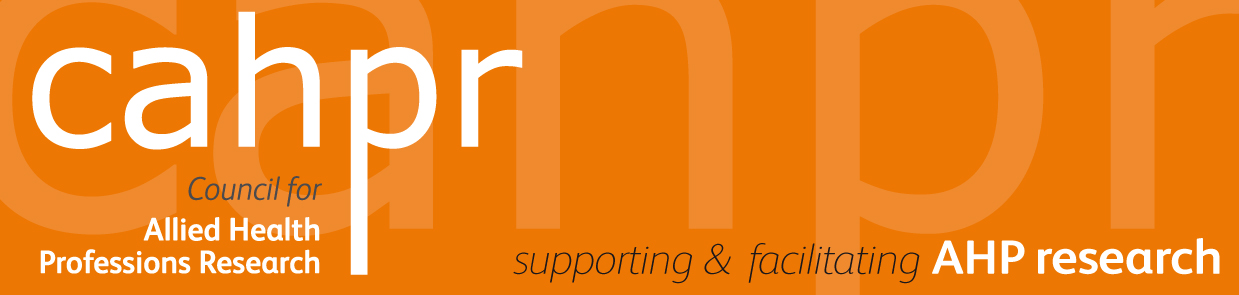 cahpr
Council for
Allied Health
Professions Research
supporting & facilitating AHP research